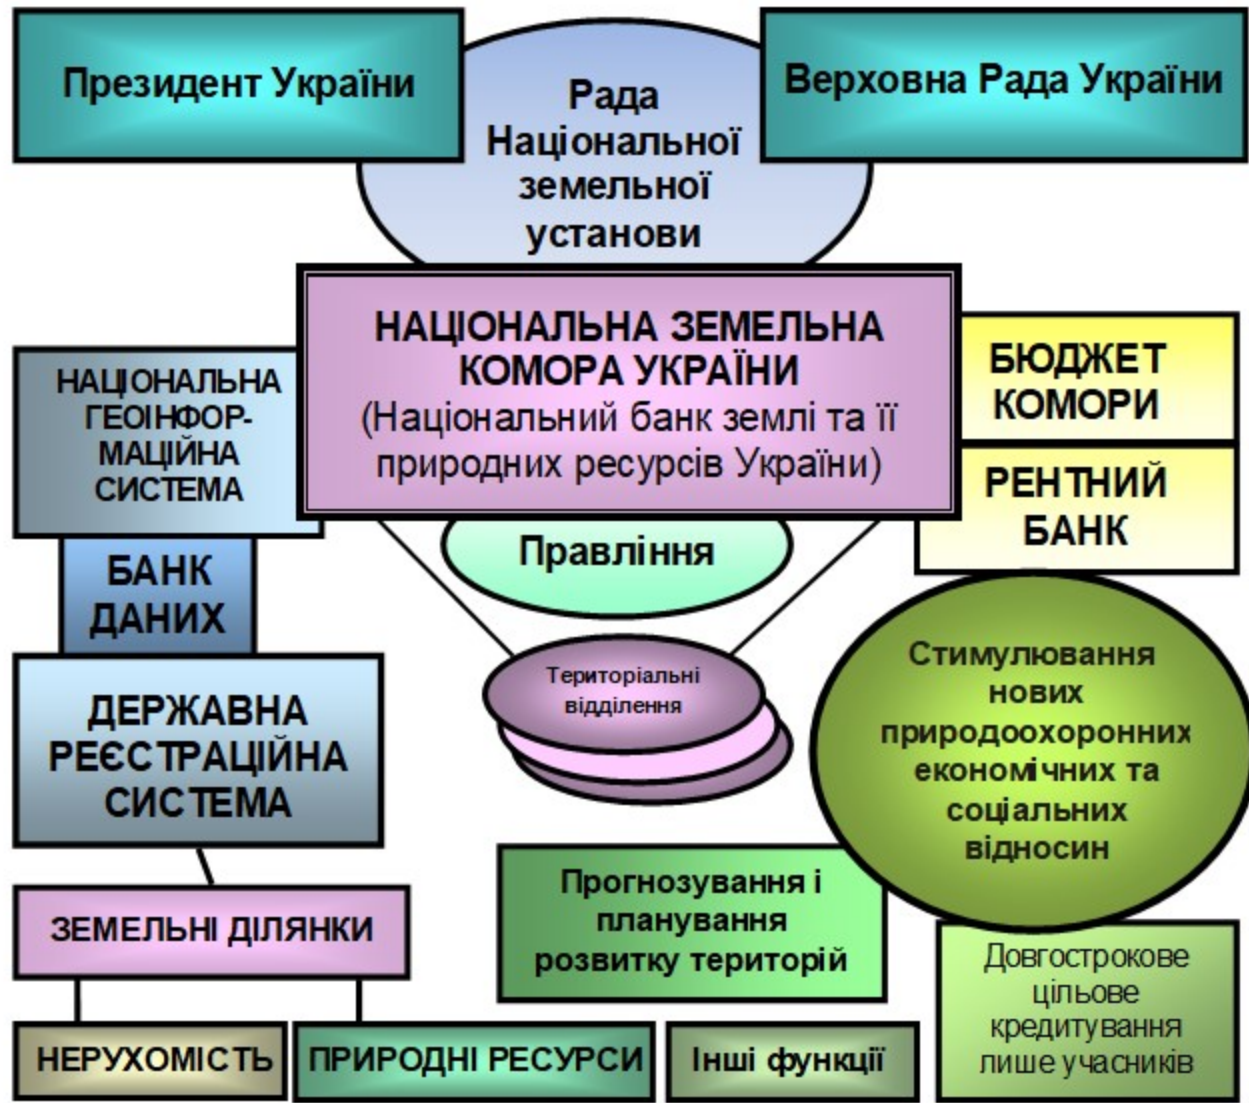 Президент України
Рада
Національної
земельної
установи
Верховна Рада України
НАЦІОНАЛЬНА ЗЕМЕЛЬНА
КОМОРА УКРАЇНИ
(Національний банк землі та її
природних ресурсів України)
НАЦІОНАЛЬНА
ГЕОІНФОР-
МАЦІЙНА
СИСТЕМА
БЮДЖЕТ
КОМОРИ
РЕНТНИЙ
БАНК
Правління
БАНК
ДАНИХ
Територіальні
відділення
Стимулювання
нових
природоохоронних
економічних та
соціальних
відносин
ДЕРЖАВНА
РЕЄСТРАЦІЙНА
СИСТЕМА
Прогнозування і
планування
розвитку територій
ЗЕМЕЛЬНІ ДІЛЯНКИ
Довгострокове
цільове
кредитування
лише учасників
НЕРУХОМІСТЬ
ПРИРОДНІ РЕСУРСИ
Інші функції